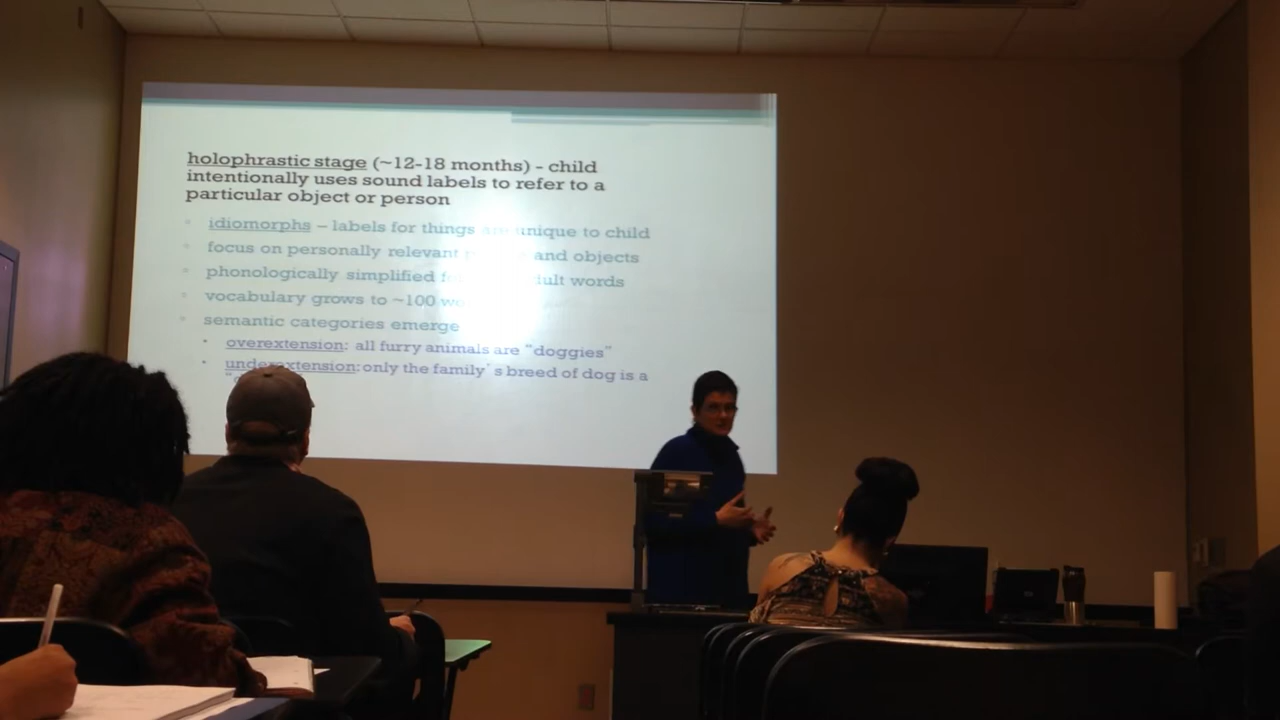 holophrastic stage (~12-18 months) - child
intentionally uses sound labels to refer to a
particular object or person
idiomorphs – labels for things are unique to child
focus on personally relevant and objects
phonologically simplified words
vocabulary grows to ~100
semantic categories emerge
overextension: all furry animals are "doggies"
underextension: only the family's breed of dog is a